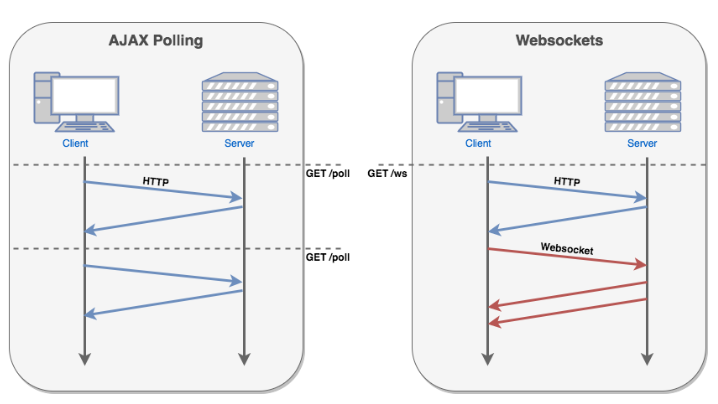 AJAX Polling
Client
Server
GET /poll
HTTP
GET /poll
Websockets
Client
Server
GET /ws
HTTP
Websocket